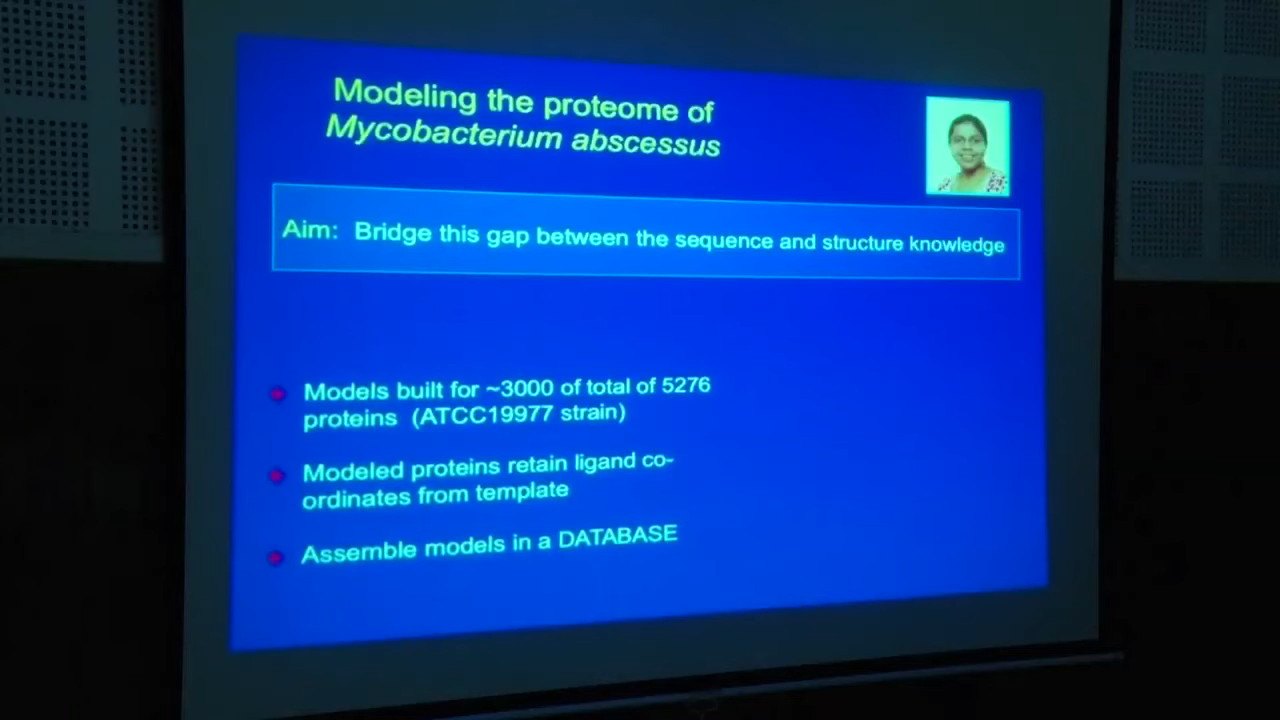 Modeling the proteome of
Mycobacterium abscessus
Aim: Bridge this gap between the sequence and structure knowledge
Models built for ~3000 of total of 5276
proteins (ATCC19977 strain)
Modeled proteins retain ligand co-
ordinates from template
Assemble models in a DATABASE